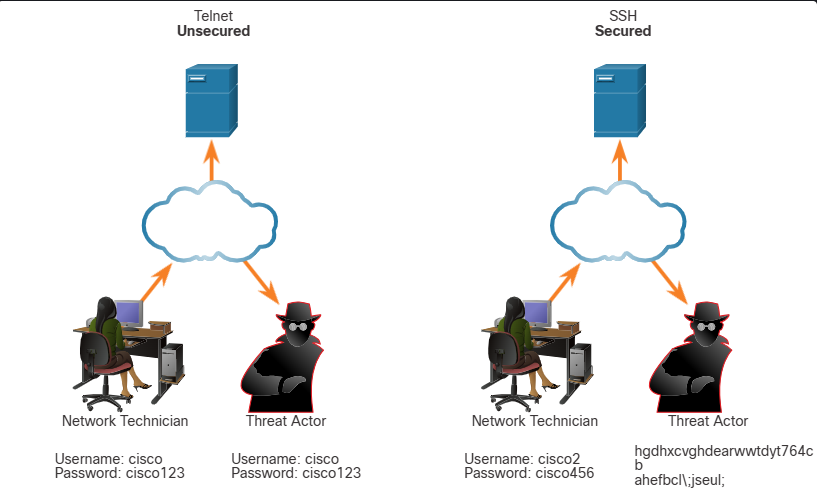 Telnet
Unsecured
SSH
Secured
Network Technician
Threat Actor
Network Technician
Threat Actor
Username: cisco
Password: cisco123
Username: cisco
Password: cisco123
Username: cisco2
Password: cisco456
hgdhxcvghdearwwtdyt764c
b
ahefbcl\;jseul;